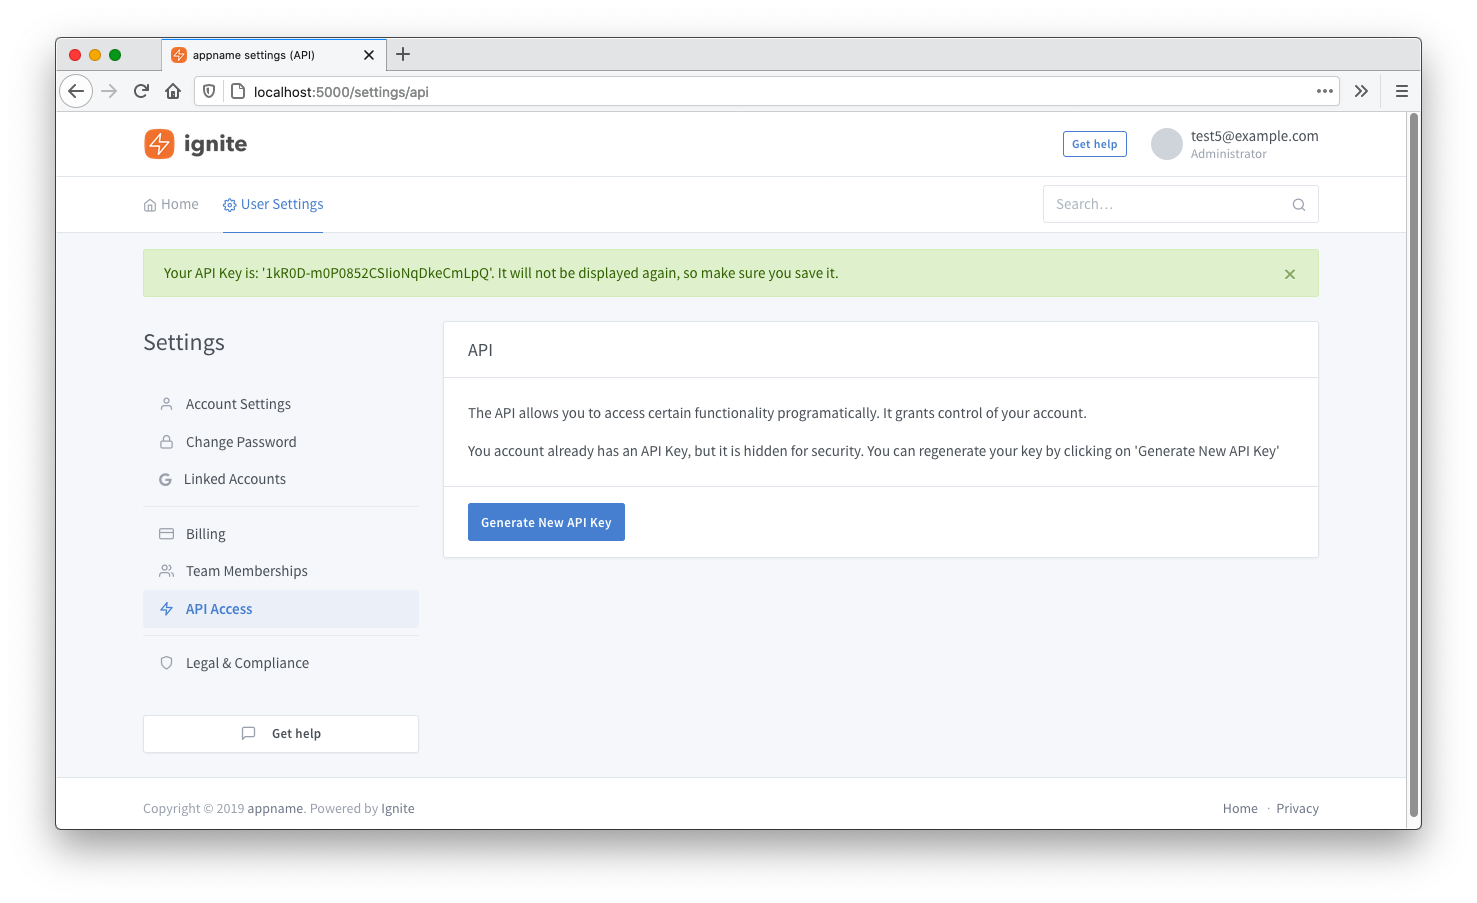 appname settings (API)
localhost:5000/settings/api
ignite
Get help
test5@example.com
Administrator
Home
User Settings
Search...
Your API Key is: '1kR0D-m0P0852CSIioNqDkeCmLpQ'. It will not be displayed again, so make sure you save it.
Settings
Account Settings
Change Password
Linked Accounts
Billing
Team Memberships
API Access
Legal & Compliance
Get help
API
The API allows you to access certain functionality programatically. It grants control of your account.
You account already has an API Key, but it is hidden for security. You can regenerate your key by clicking on 'Generate New API Key'
Generate New API Key
Copyright © 2019 appname. Powered by Ignite
Home · Privacy